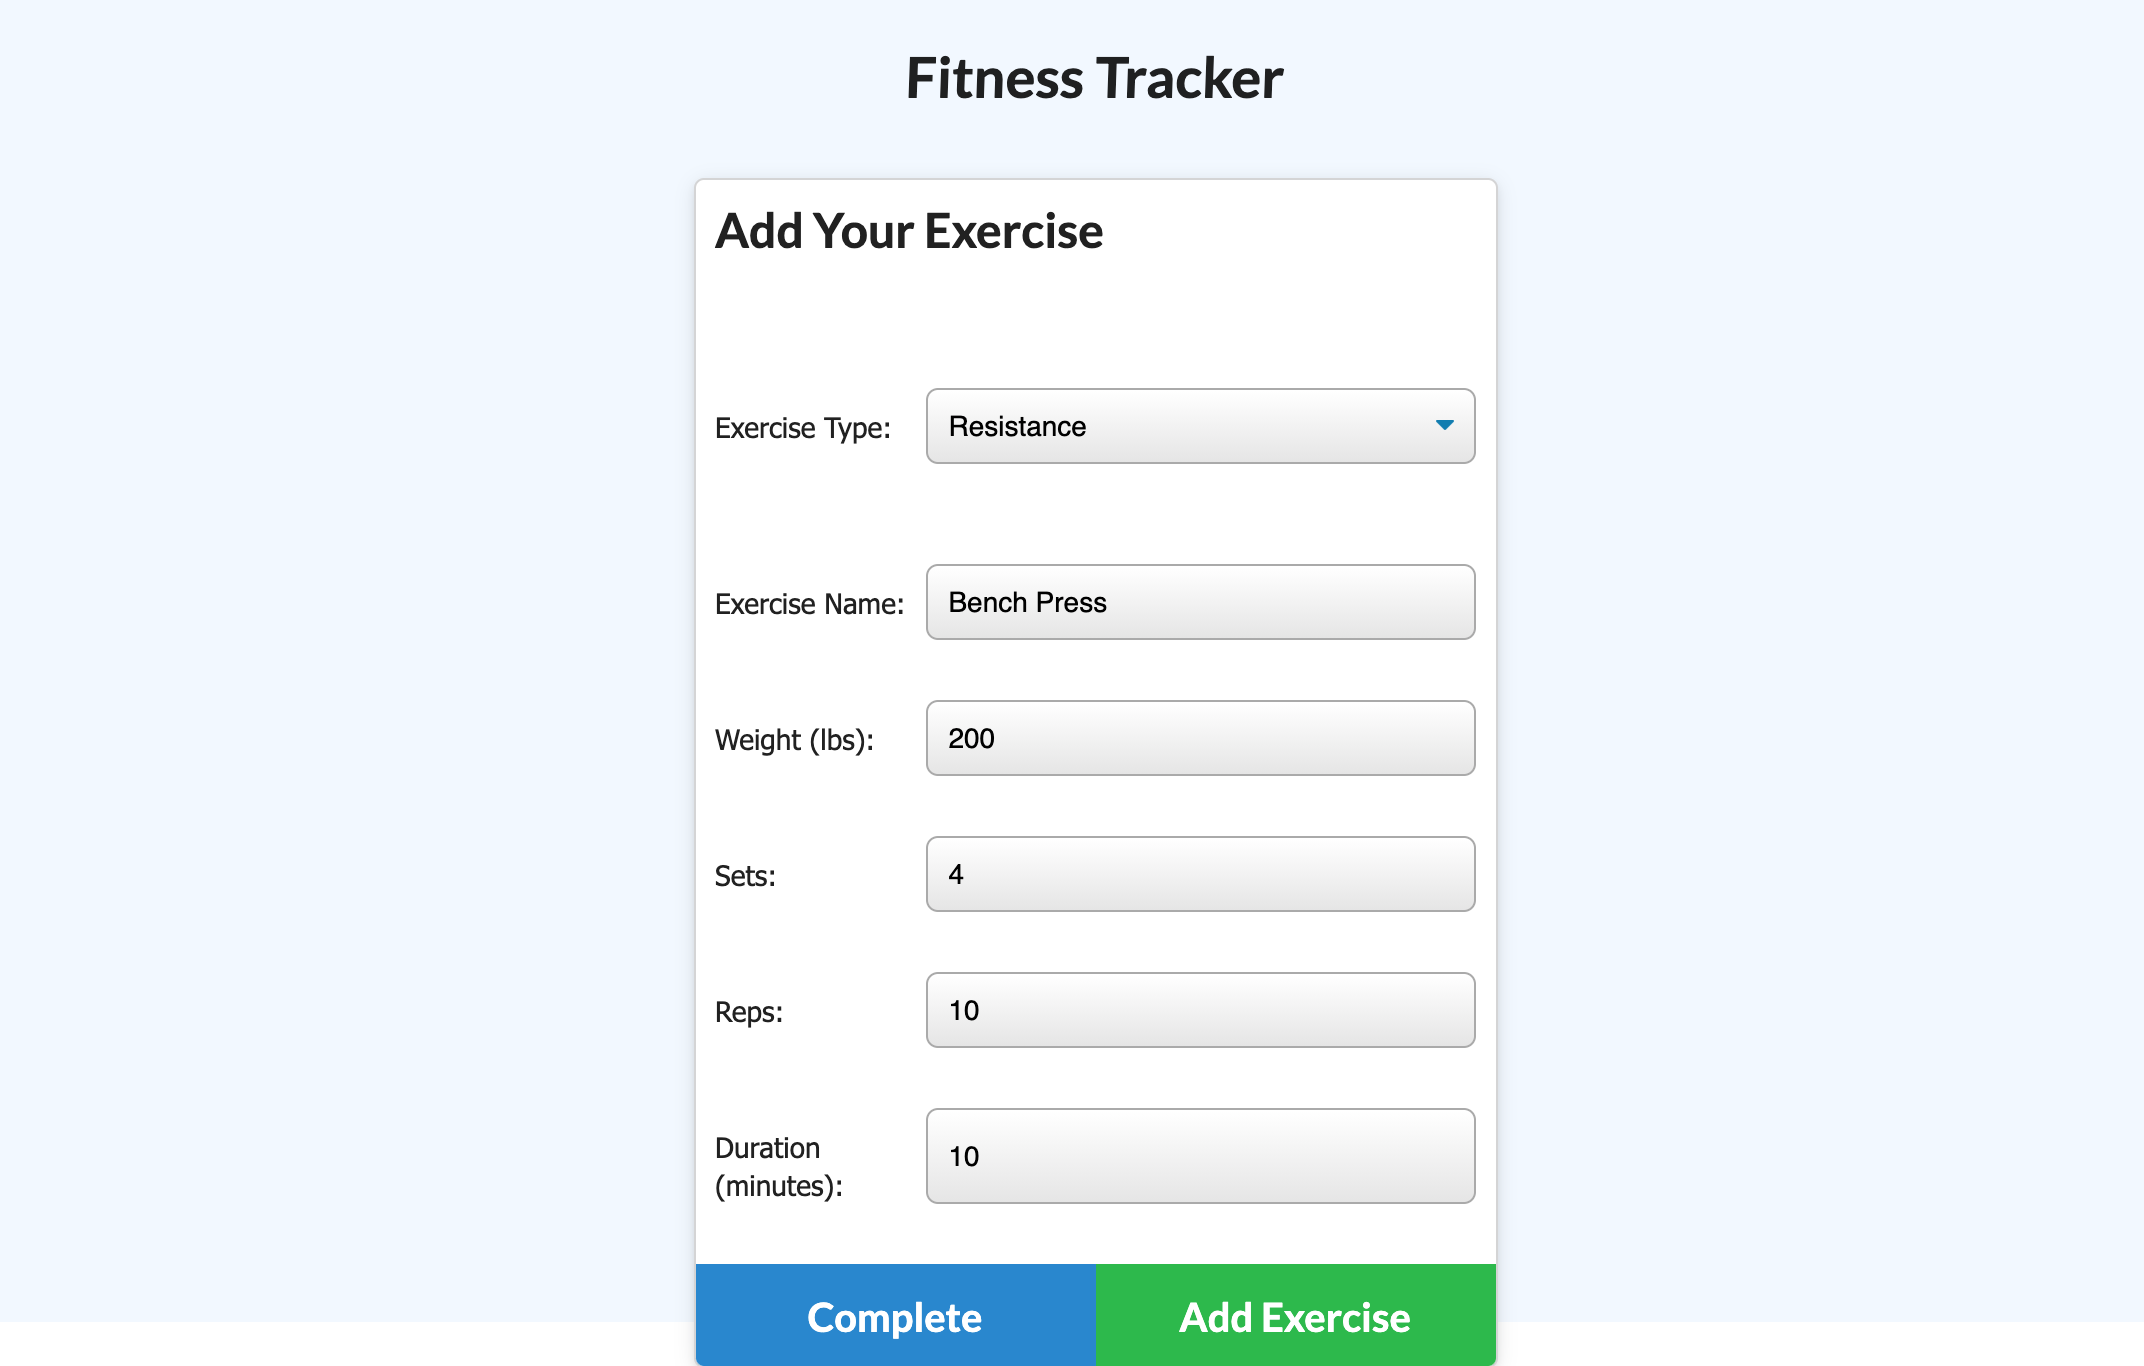 Fitness Tracker
Add Your Exercise
Exercise Type: Resistance
Exercise Name: Bench Press
Weight (lbs): 200
Sets: 4
Reps: 10
Duration
(minutes): 10
Complete Add Exercise